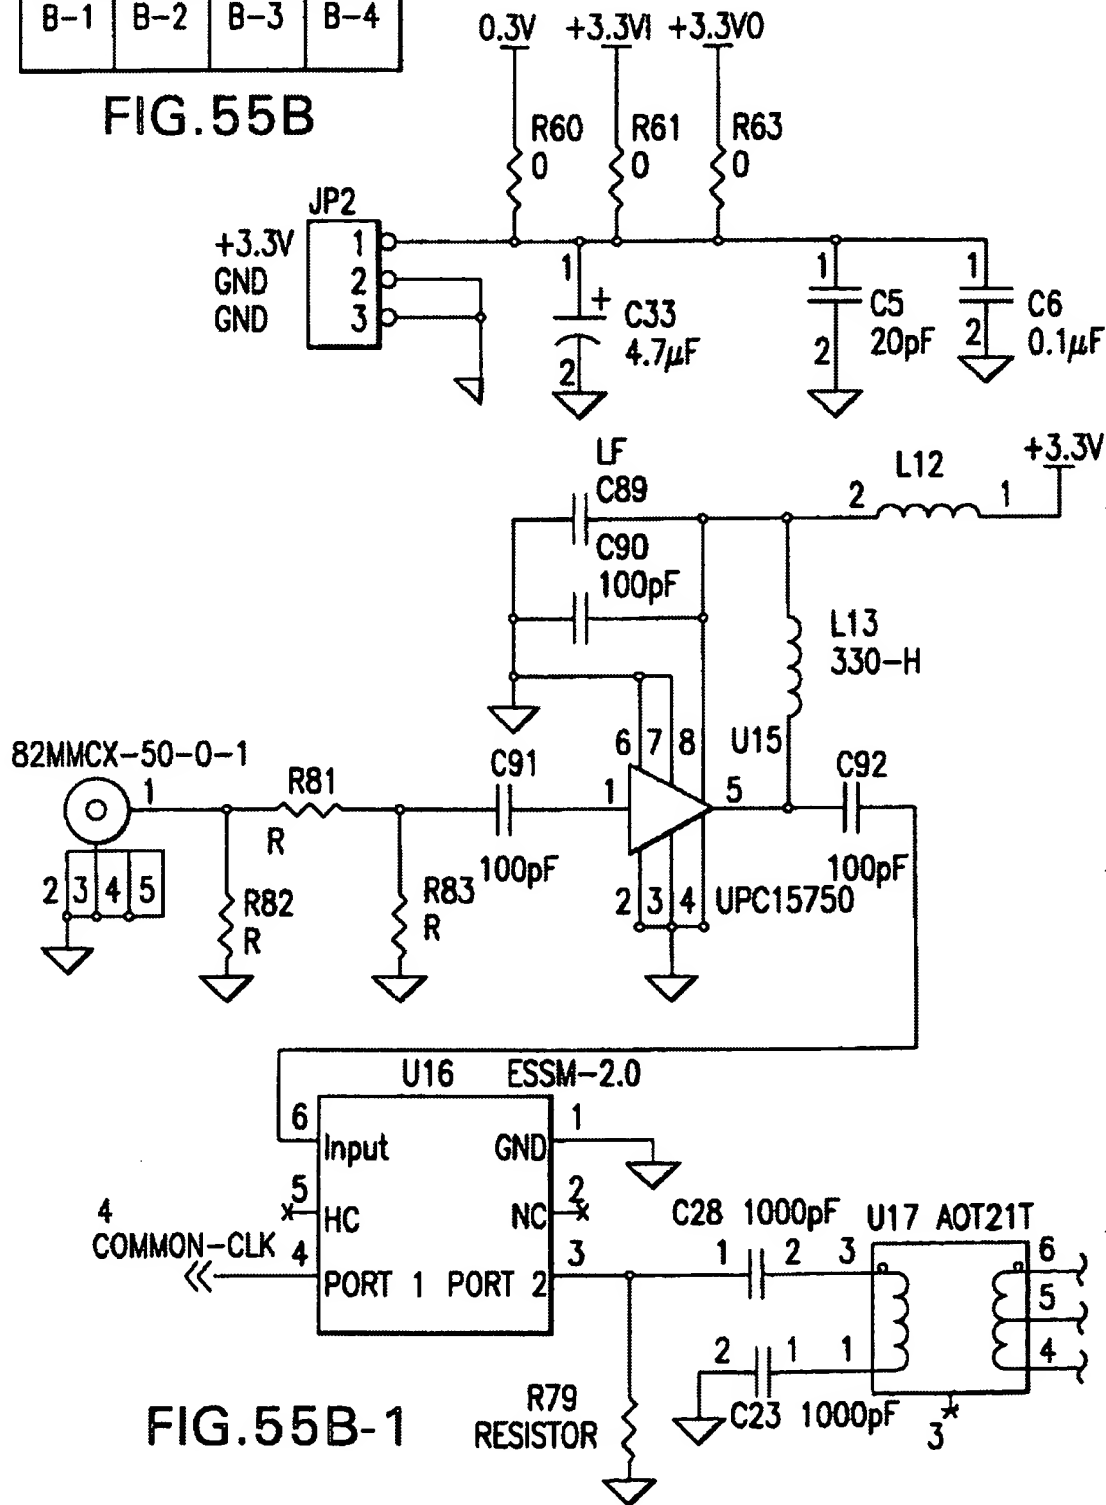 B-1 B-2 B-3 B-4
FIG.55B
0.3V +3.3VI +3.3VO
R60
0
R61
0
R63
0
JP2
+3.3V 1
GND 2
GND 3
1
+
C33
4.7µF
2
1
C5
20pF
2
1
C6
0.1µF
2
LF
C89
C90
100pF
2 L12 1
+3.3V
L13
330-H
82MMCX-50-0-1
1
2 3 4 5
R81
R
R82
R
R83
R
C91
100pF
6 7 8
U15
1
5
2 3 4
UPC15750
C92
100pF
U16 ESSM-2.0
6 Input
GND 1
5 HC
NC 2
4
COMMON-CLK 4
PORT 1 PORT 2
3
C28 1000pF
1 2
U17 AOT21T
3
6
5
4
2 1 1
C23 1000pF
3*
R79
RESISTOR
FIG.55B-1